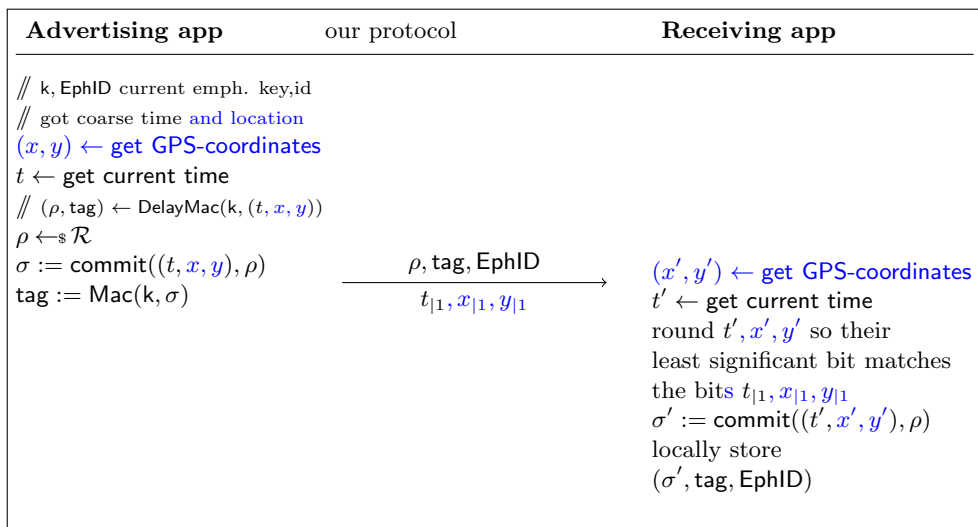 Advertising app our protocol Receiving app
// k, EphID current emph. key,id
// got coarse time and location
(x, y) ← get GPS-coordinates
t ← get current time
// (ρ, tag) ← DelayMac(k, (t, x, y))
ρ ←$ R
σ := commit((t, x, y), ρ)
tag := Mac(k, σ)
ρ, tag, EphID
t|1, x|1, y|1
(x′, y′) ← get GPS-coordinates
t′ ← get current time
round t′, x′, y′ so their
least significant bit matches
the bits t|1, x|1, y|1
σ′ := commit((t′, x′, y′), ρ)
locally store
(σ′, tag, EphID)